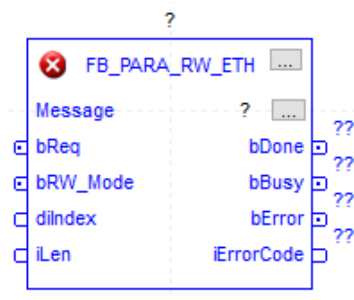 ?
FB_PARA_RW_ETH ...
Message ? ...
??
bReq bDone
??
bRW_Mode bBusy
??
diIndex bError
??
iLen iErrorCode